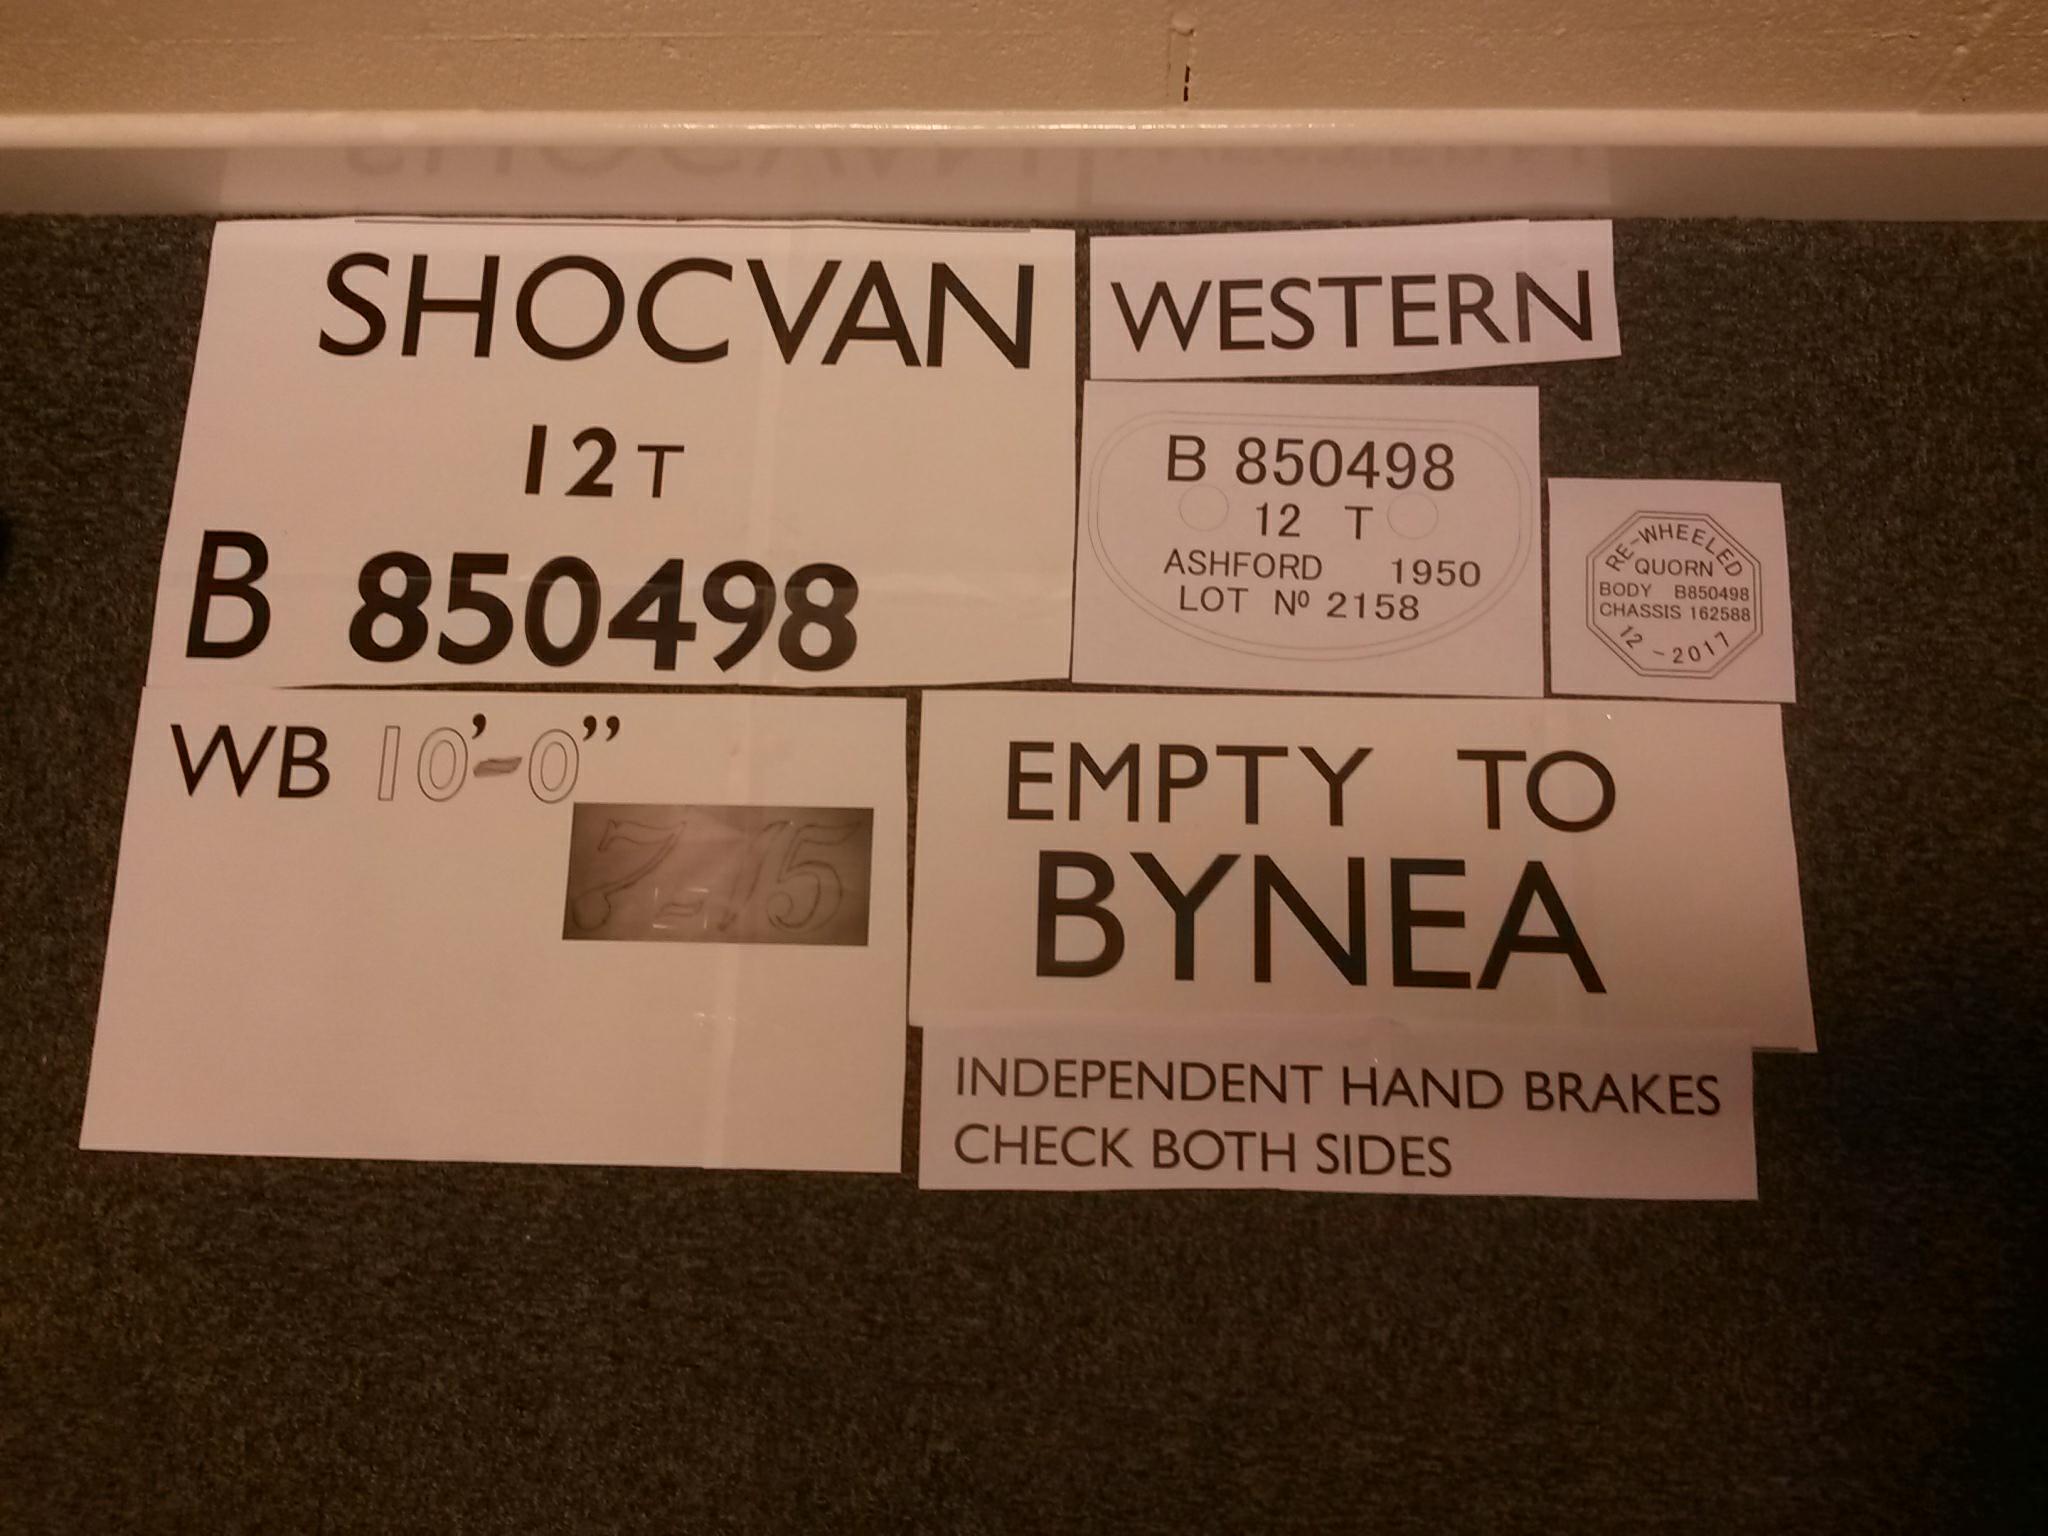 SHOCVAN
12T
B 850498
WESTERN
B 850498
12 T
ASHFORD 1950
LOT Nº 2158
RE-WHEELED
QUORN
BODY B850498
CHASSIS 162588
12-2017
WB 10'-0"
7-15
EMPTY TO
BYNEA
INDEPENDENT HAND BRAKES
CHECK BOTH SIDES